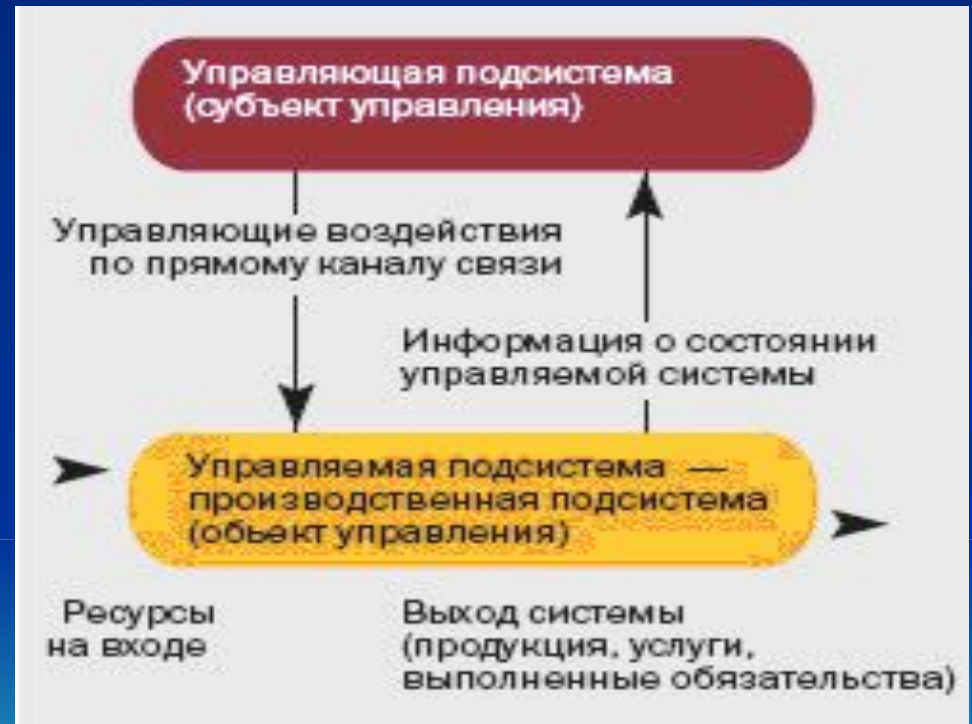 Управляющая подсистема
(субъект управления)
Управляющие воздействия
по прямому каналу связи
Информация о состоянии
управляемой системы
Управляемая подсистема —
производственная подсистема
(обьект управления)
Ресурсы
на входе
Выход системы
(продукция, услуги,
выполненные обязательства)